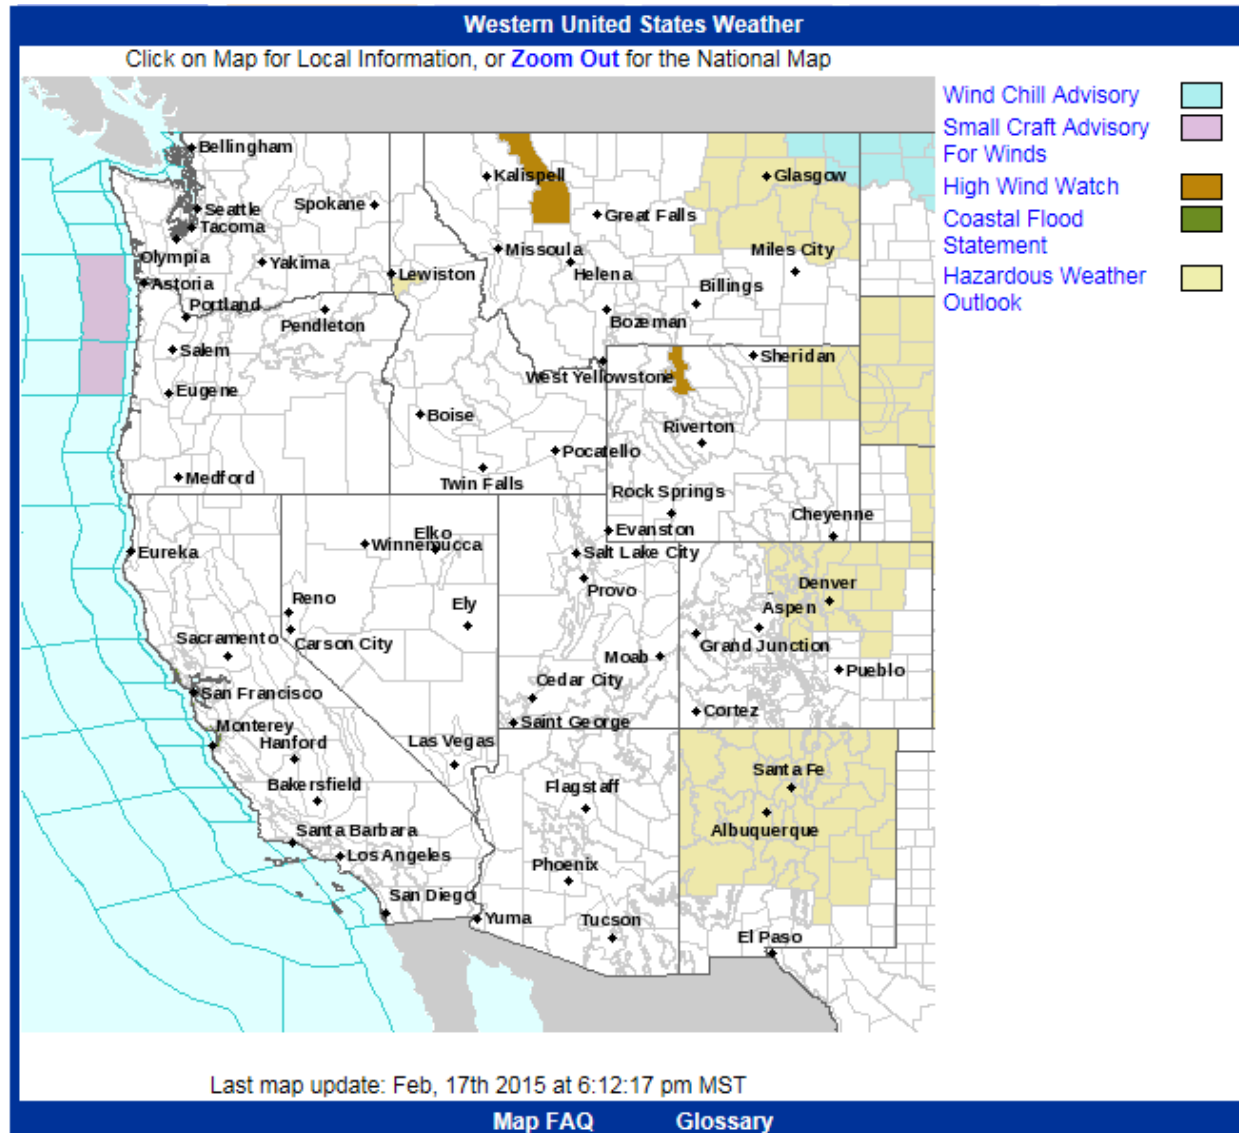 Western United States Weather
Click on Map for Local Information, or Zoom Out for the National Map
Wind Chill Advisory
Small Craft Advisory
For Winds
High Wind Watch
Coastal Flood
Statement
Hazardous Weather
Outlook
Bellingham
Kalispell
Glasgow
Seattle
Spokane
Great Falls
Tacoma
Olympia
Yakima
Missoula
Miles City
Lewiston
Helena
Astoria
Billings
Portland
Pendleton
Bozeman
Salem
Sheridan
West Yellowstone
Eugene
Boise
Riverton
Pocatello
Medford
Twin Falls
Rock Springs
Cheyenne
Evanston
Elko
Winnemucca
Eureka
Salt Lake City
Provo
Denver
Reno
Ely
Aspen
Sacramento
Carson City
Grand Junction
Moab
Pueblo
Cedar City
San Francisco
Cortez
Saint George
Monterey
Hanford
Las Vegas
Santa Fe
Bakersfield
Flagstaff
Albuquerque
Santa Barbara
Los Angeles
Phoenix
San Diego
Yuma
Tucson
El Paso
Last map update: Feb, 17th 2015 at 6:12:17 pm MST
Map FAQ Glossary